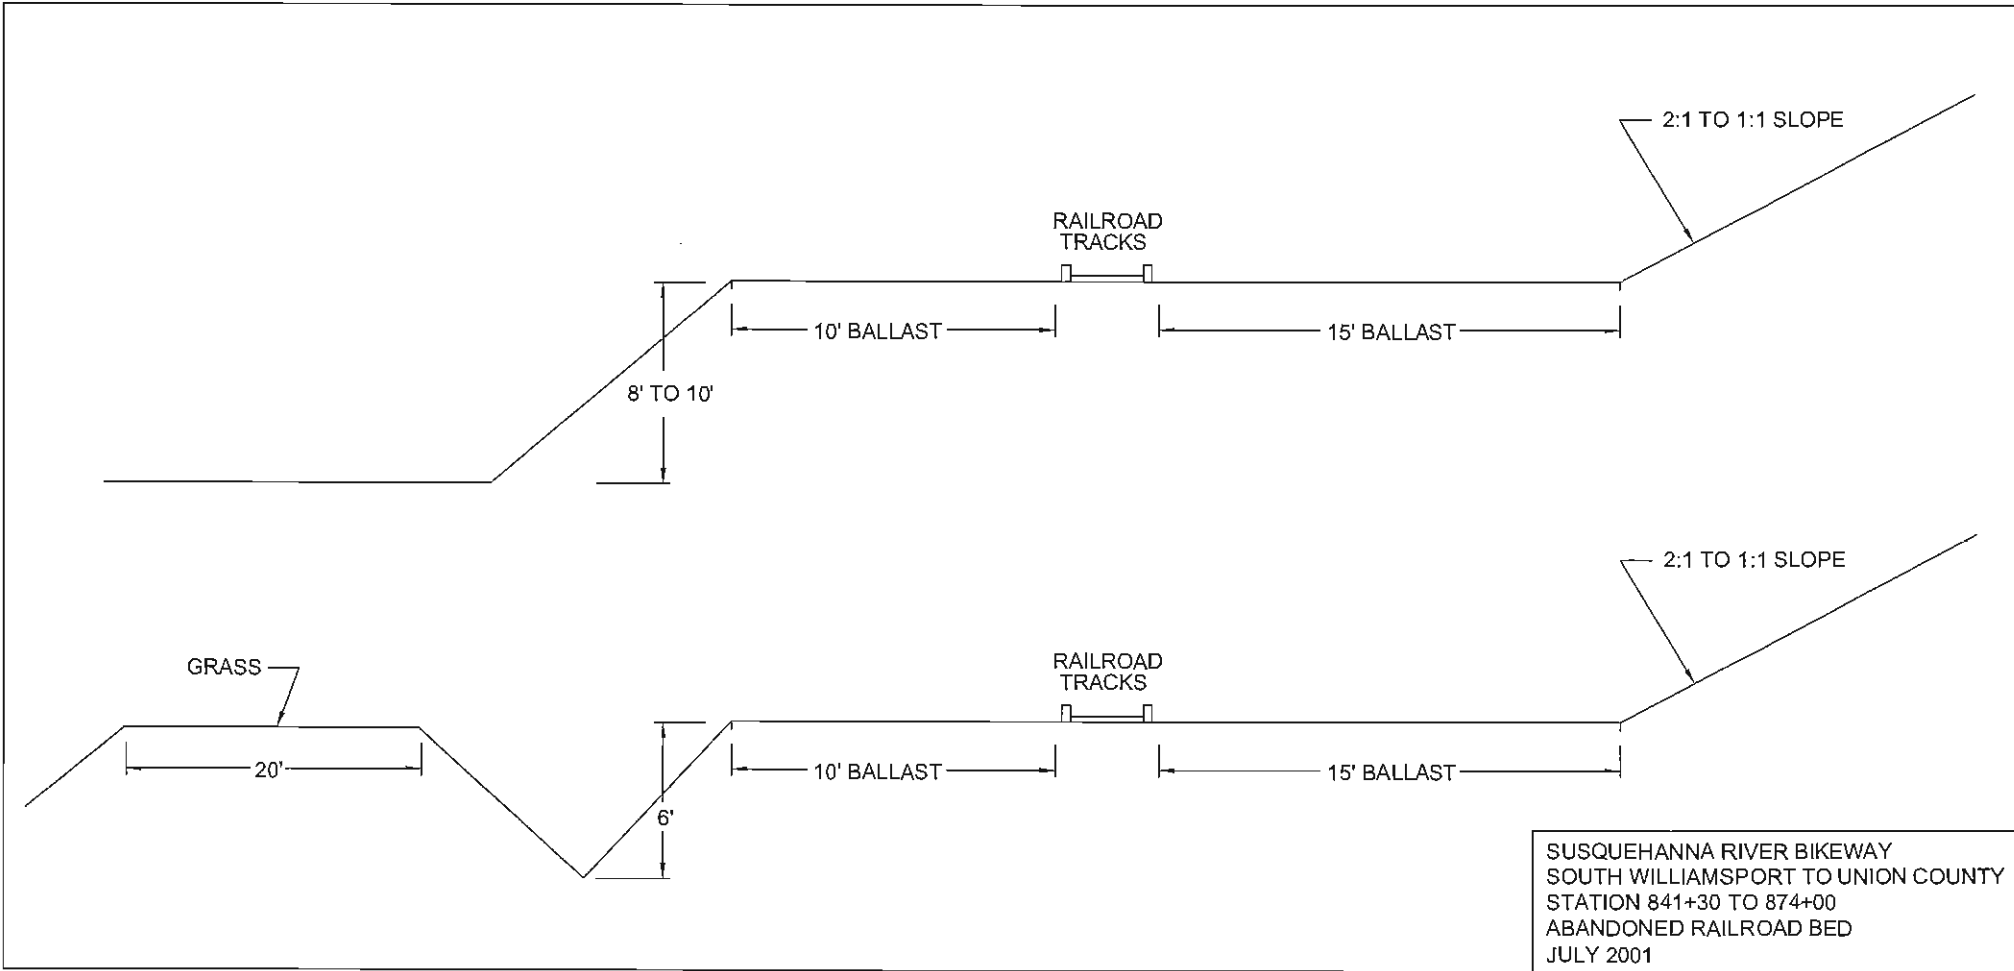 2:1 TO 1:1 SLOPE
RAILROAD
TRACKS
10' BALLAST
15' BALLAST
8' TO 10'
2:1 TO 1:1 SLOPE
GRASS
RAILROAD
TRACKS
20'
10' BALLAST
15' BALLAST
6'
SUSQUEHANNA RIVER BIKEWAY
SOUTH WILLIAMSPORT TO UNION COUNTY
STATION 841+30 TO 874+00
ABANDONED RAILROAD BED
JULY 2001